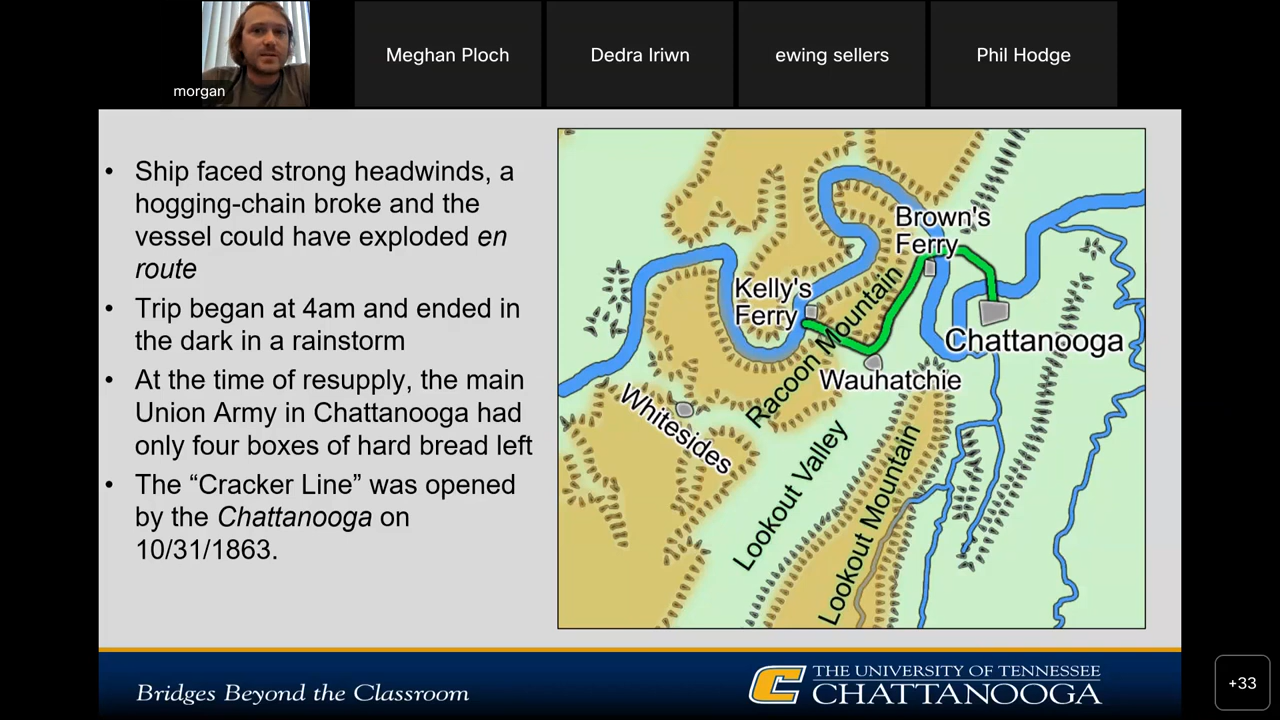 morgan
Meghan Ploch
Dedra Iriwn
ewing sellers
Phil Hodge
• Ship faced strong headwinds, a
hogging-chain broke and the
vessel could have exploded en
route
• Trip began at 4am and ended in
the dark in a rainstorm
• At the time of resupply, the main
Union Army in Chattanooga had
only four boxes of hard bread left
• The “Cracker Line” was opened
by the Chattanooga on
10/31/1863.
Brown's
Ferry
Kelly's
Ferry
Racoon Mountain
Chattanooga
Wauhatchie
Whitesides
Lookout Valley
Lookout Mountain
Bridges Beyond the Classroom
THE UNIVERSITY OF TENNESSEE
CHATTANOOGA
+33